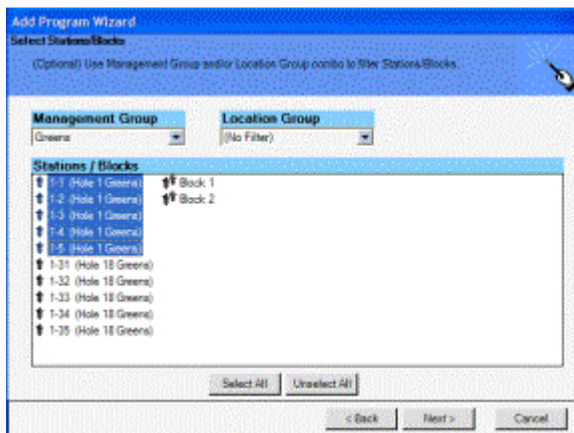 Add Program Wizard
Select Stations/Blocks
(Optional) Use Management Group and/or Location Group combo to filter Stations/Blocks.
Management Group Location Group
Greens (No Filter)
Stations / Blocks
1-1 (Hole 1 Greens) Block 1
1-2 (Hole 1 Greens) Block 2
1-3 (Hole 1 Greens)
1-4 (Hole 1 Greens)
1-5 (Hole 1 Greens)
1-31 (Hole 18 Greens)
1-32 (Hole 18 Greens)
1-33 (Hole 18 Greens)
1-34 (Hole 18 Greens)
1-35 (Hole 18 Greens)
Select All Unselect All
< Back Next > Cancel